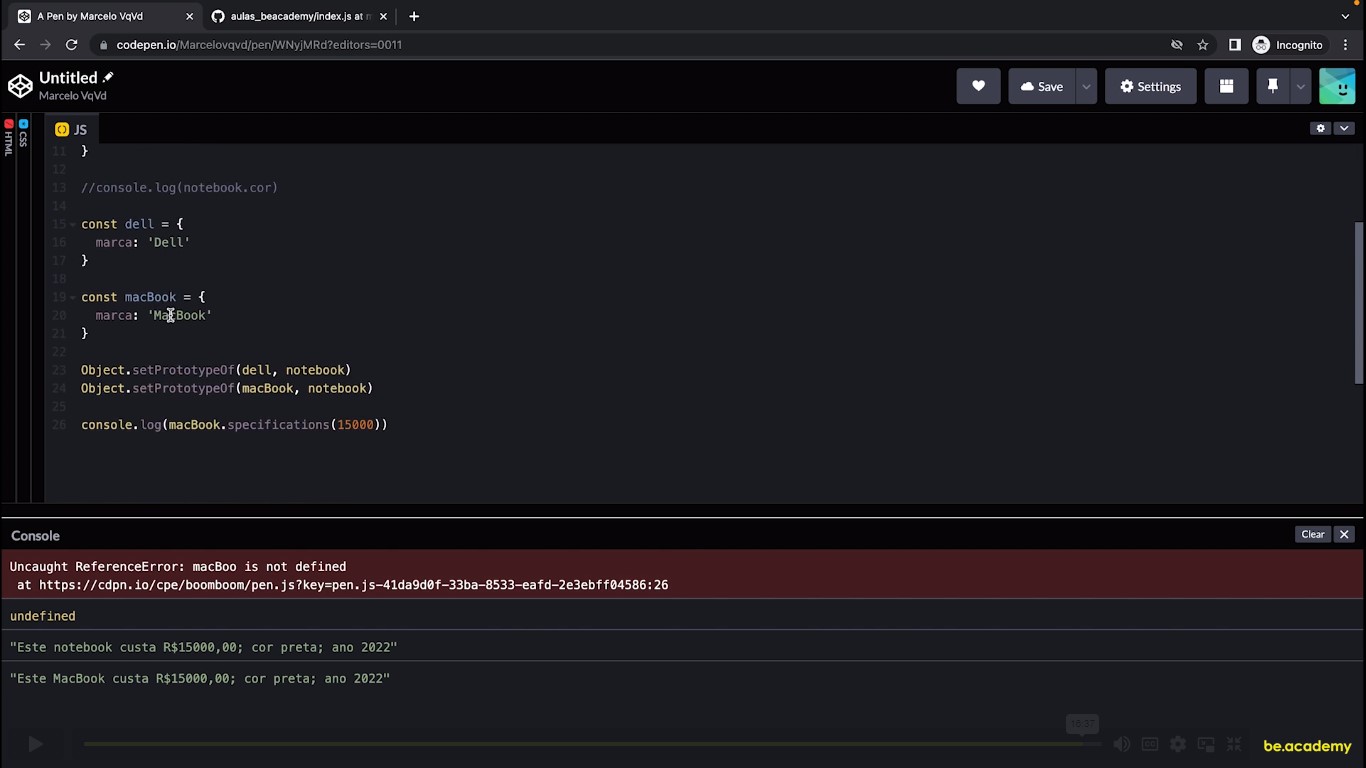 A Pen by Marcelo VqVd
aulas_beacademy/index.js at m
codepen.io/Marcelovqvd/pen/WNyjMRd?editors=0011
Incognito
Untitled
Marcelo VqVd
Save
Settings
HTML
CSS
JS
11 }
12
13 //console.log(notebook.cor)
14
15 const dell = {
16 marca: 'Dell'
17 }
18
19 const macBook = {
20 marca: 'MacBook'
21 }
22
23 Object.setPrototypeOf(dell, notebook)
24 Object.setPrototypeOf(macBook, notebook)
25
26 console.log(macBook.specifications(15000))
Console
Clear
Uncaught ReferenceError: macBoo is not defined
at https://cdpn.io/cpe/boomboom/pen.js?key=pen.js-41da9d0f-33ba-8533-eafd-2e3ebff04586:26
undefined
"Este notebook custa R$15000,00; cor preta; ano 2022"
"Este MacBook custa R$15000,00; cor preta; ano 2022"
be.academy